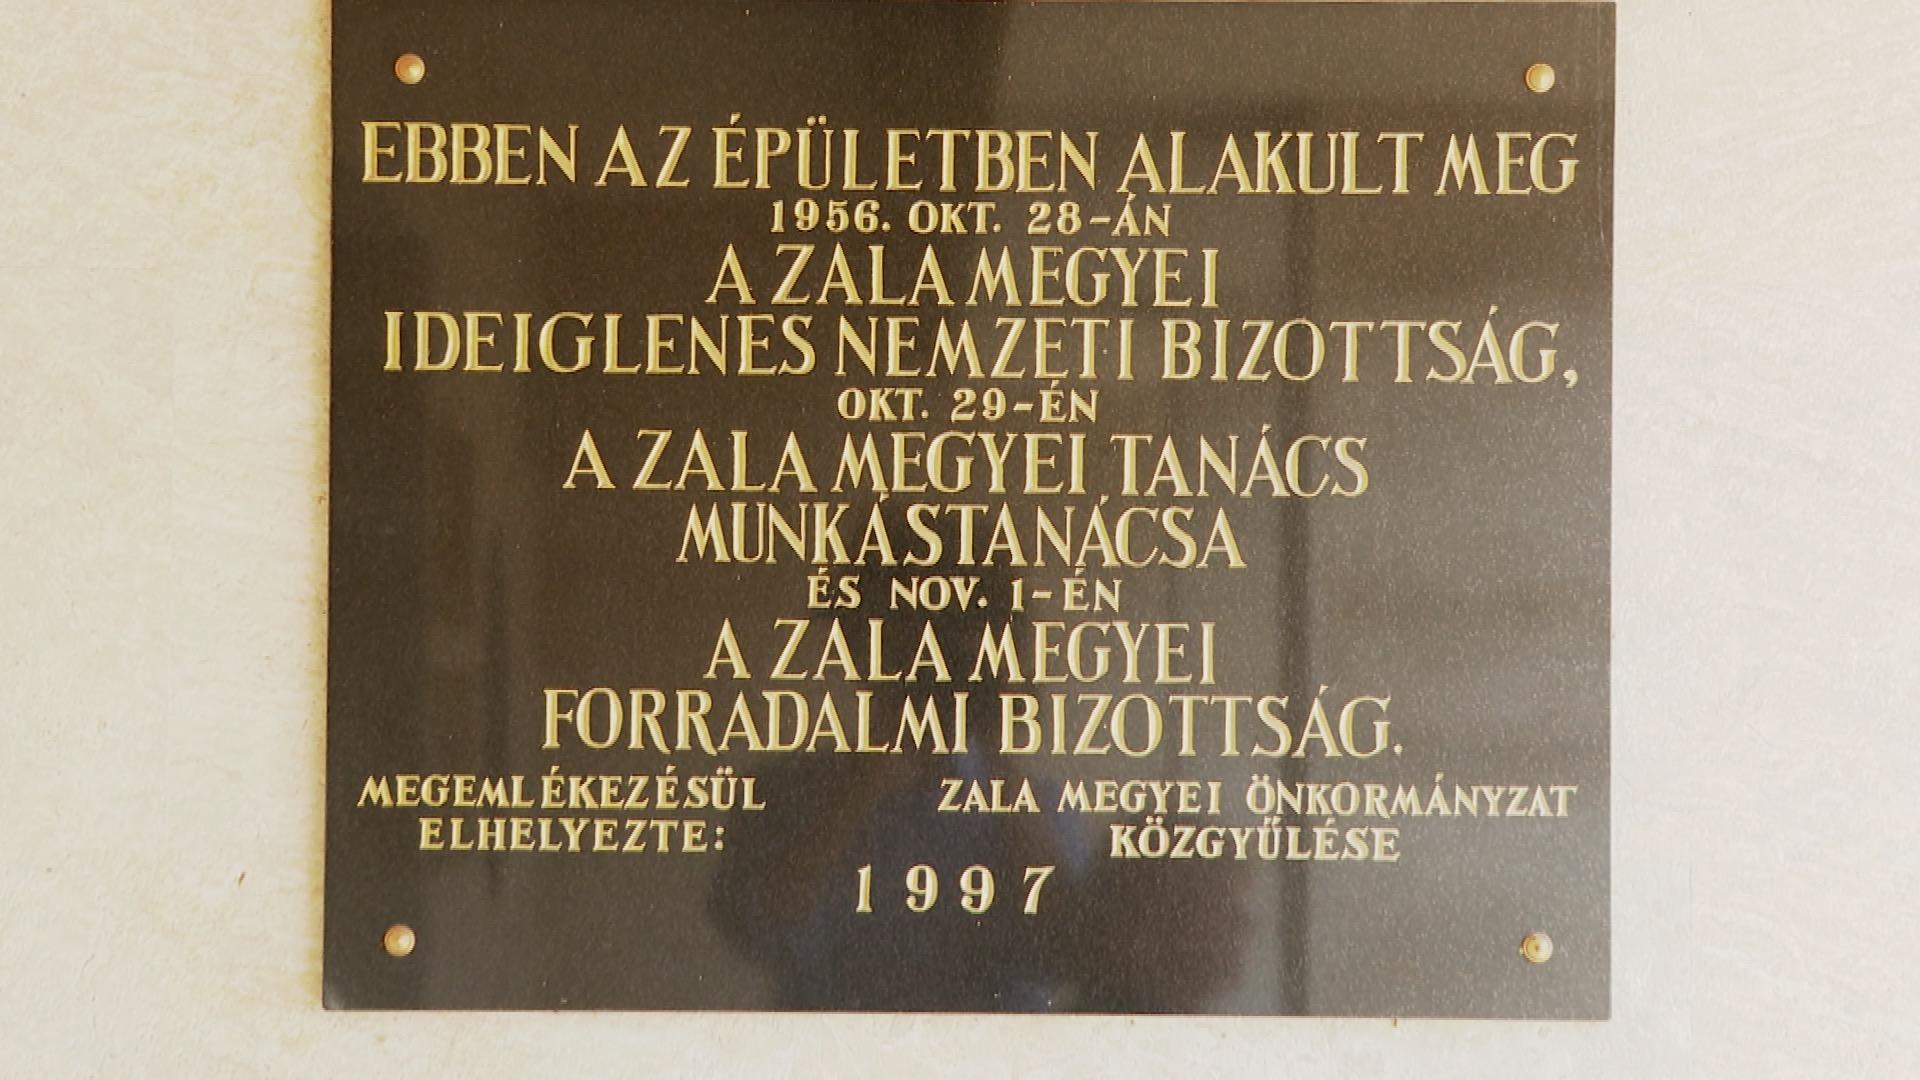 EBBEN AZ ÉPÜLETBEN ALAKULT MEG
1956. OKT. 28-ÁN
A ZALA MEGYEI
IDEIGLENES NEMZETI BIZOTTSÁG,
OKT. 29-ÉN
A ZALA MEGYEI TANÁCS
MUNKÁSTANÁCSA
ÉS NOV. 1-ÉN
A ZALA MEGYEI
FORRADALMI BIZOTTSÁG.
MEGEMLÉKEZÉSÜL
ELHELYEZTE:
ZALA MEGYEI ÖNKORMÁNYZAT
KÖZGYŰLÉSE
1997